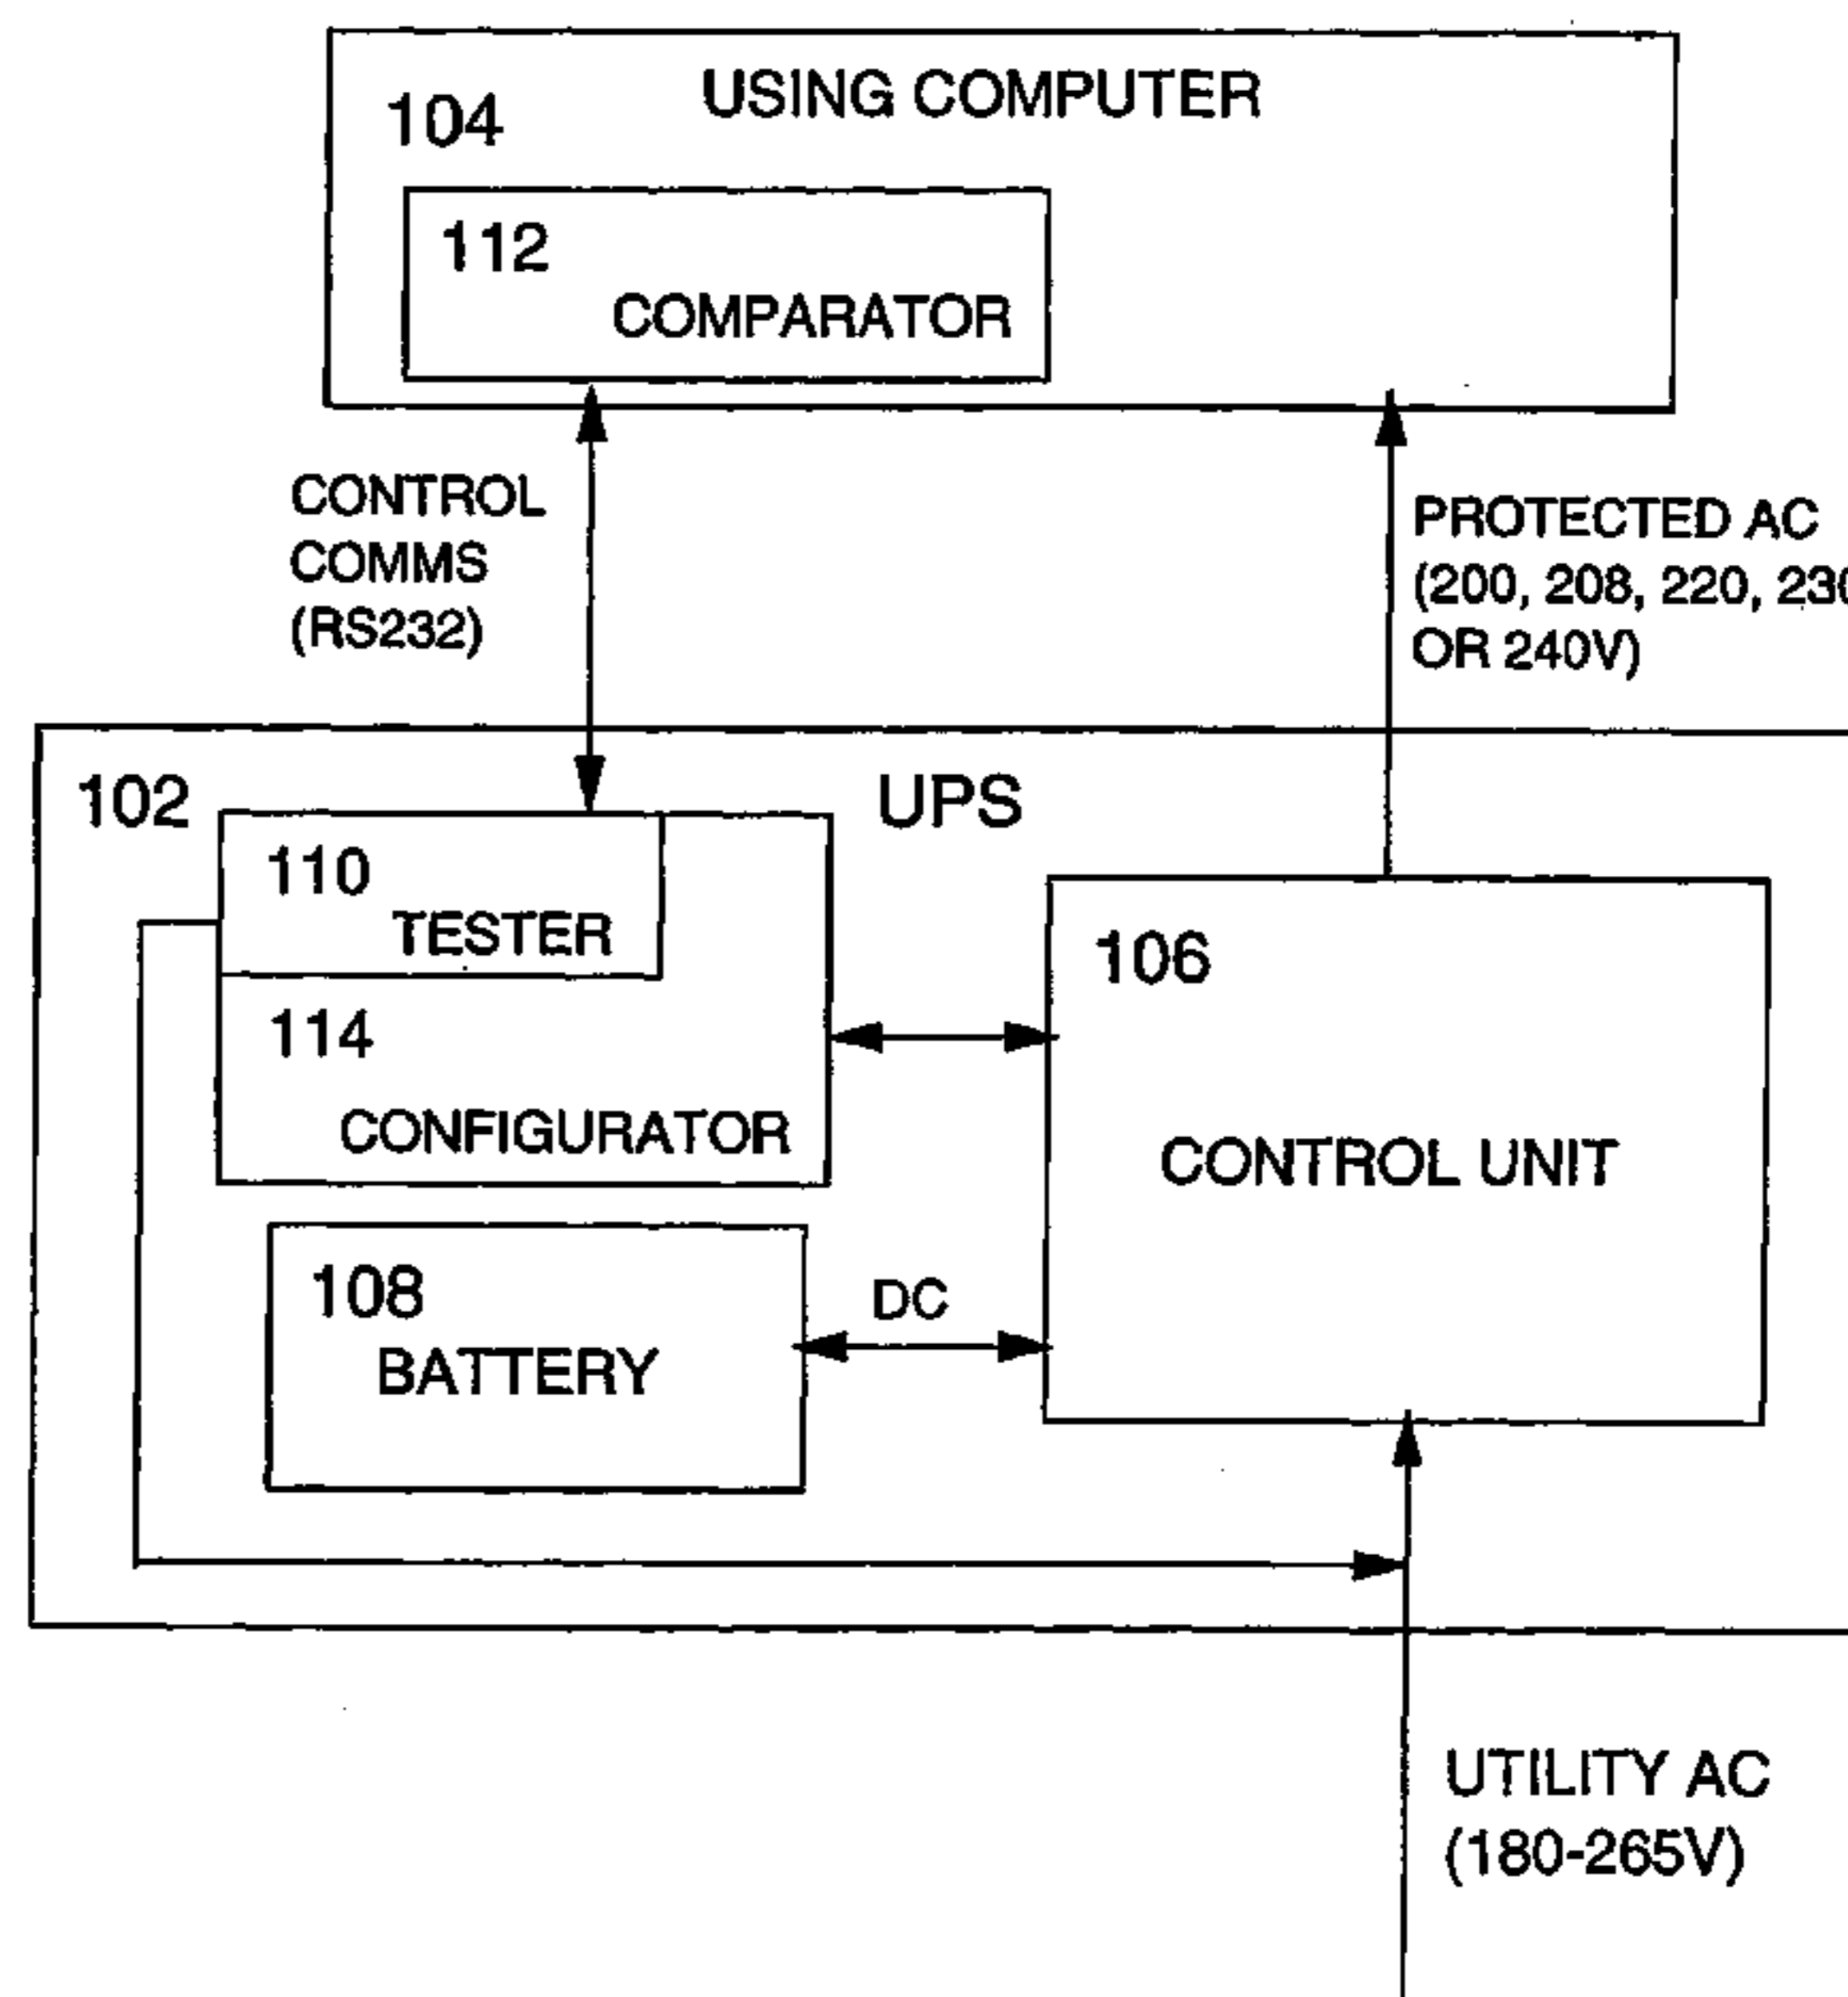 104
USING COMPUTER
112
COMPARATOR
CONTROL
COMMS
(RS232)
PROTECTED AC
(200, 208, 220, 230
OR 240V)
102
UPS
110
TESTER
114
CONFIGURATOR
106
CONTROL UNIT
108
BATTERY
DC
UTILITY AC
(180-265V)